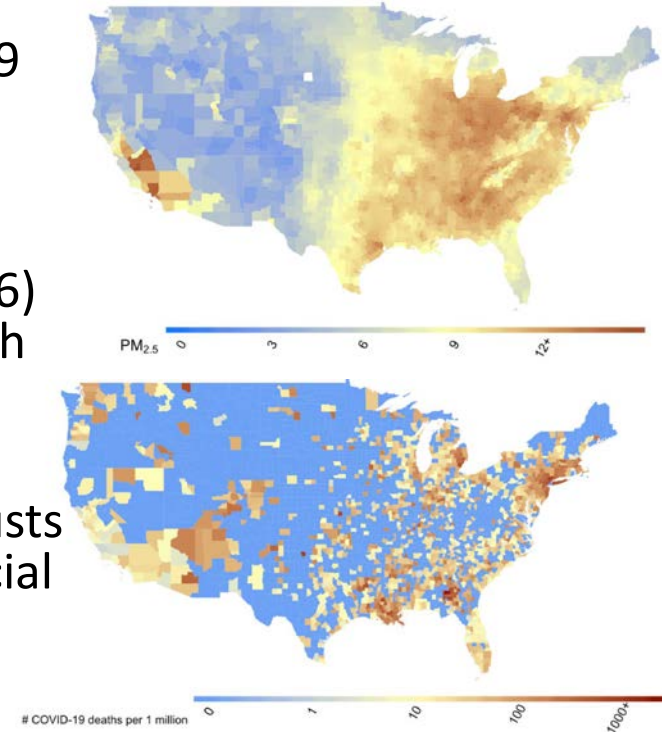 9
6)
h
PM2.5 0 3 6 9 12+
usts
cial
# COVID-19 deaths per 1 million 0 1 10 100 1000+